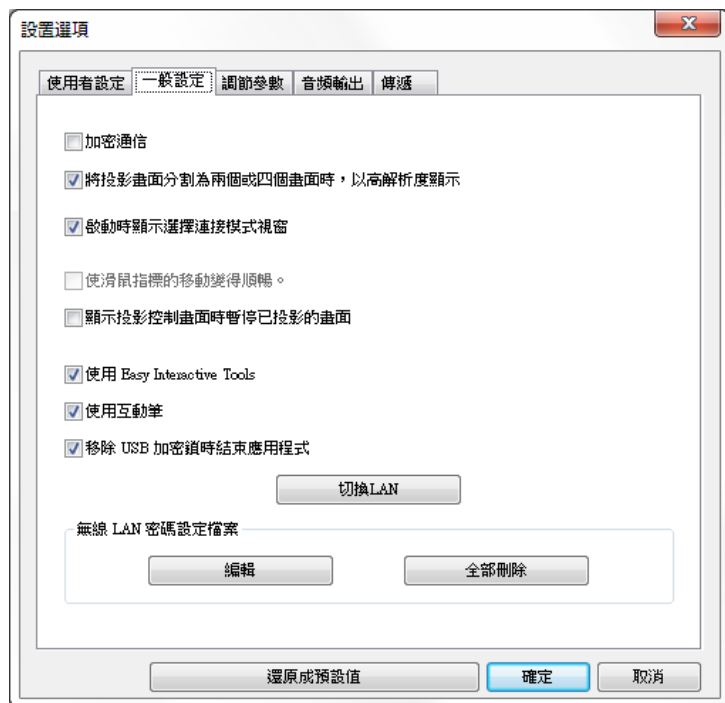 設置選項
使用者設定 一般設定 調節參數 音頻輸出 傳遞
加密通信
將投影畫面分割為兩個或四個畫面時，以高解析度顯示
啟動時顯示選擇連接模式視窗
使滑鼠指標的移動變得順暢。
顯示投影控制畫面時暫停已投影的畫面
使用 Easy Interactive Tools
使用互動筆
移除 USB 加密鎖時結束應用程式
切換LAN
無線 LAN 密碼設定檔案
編輯 全部刪除
還原成預設值 確定 取消